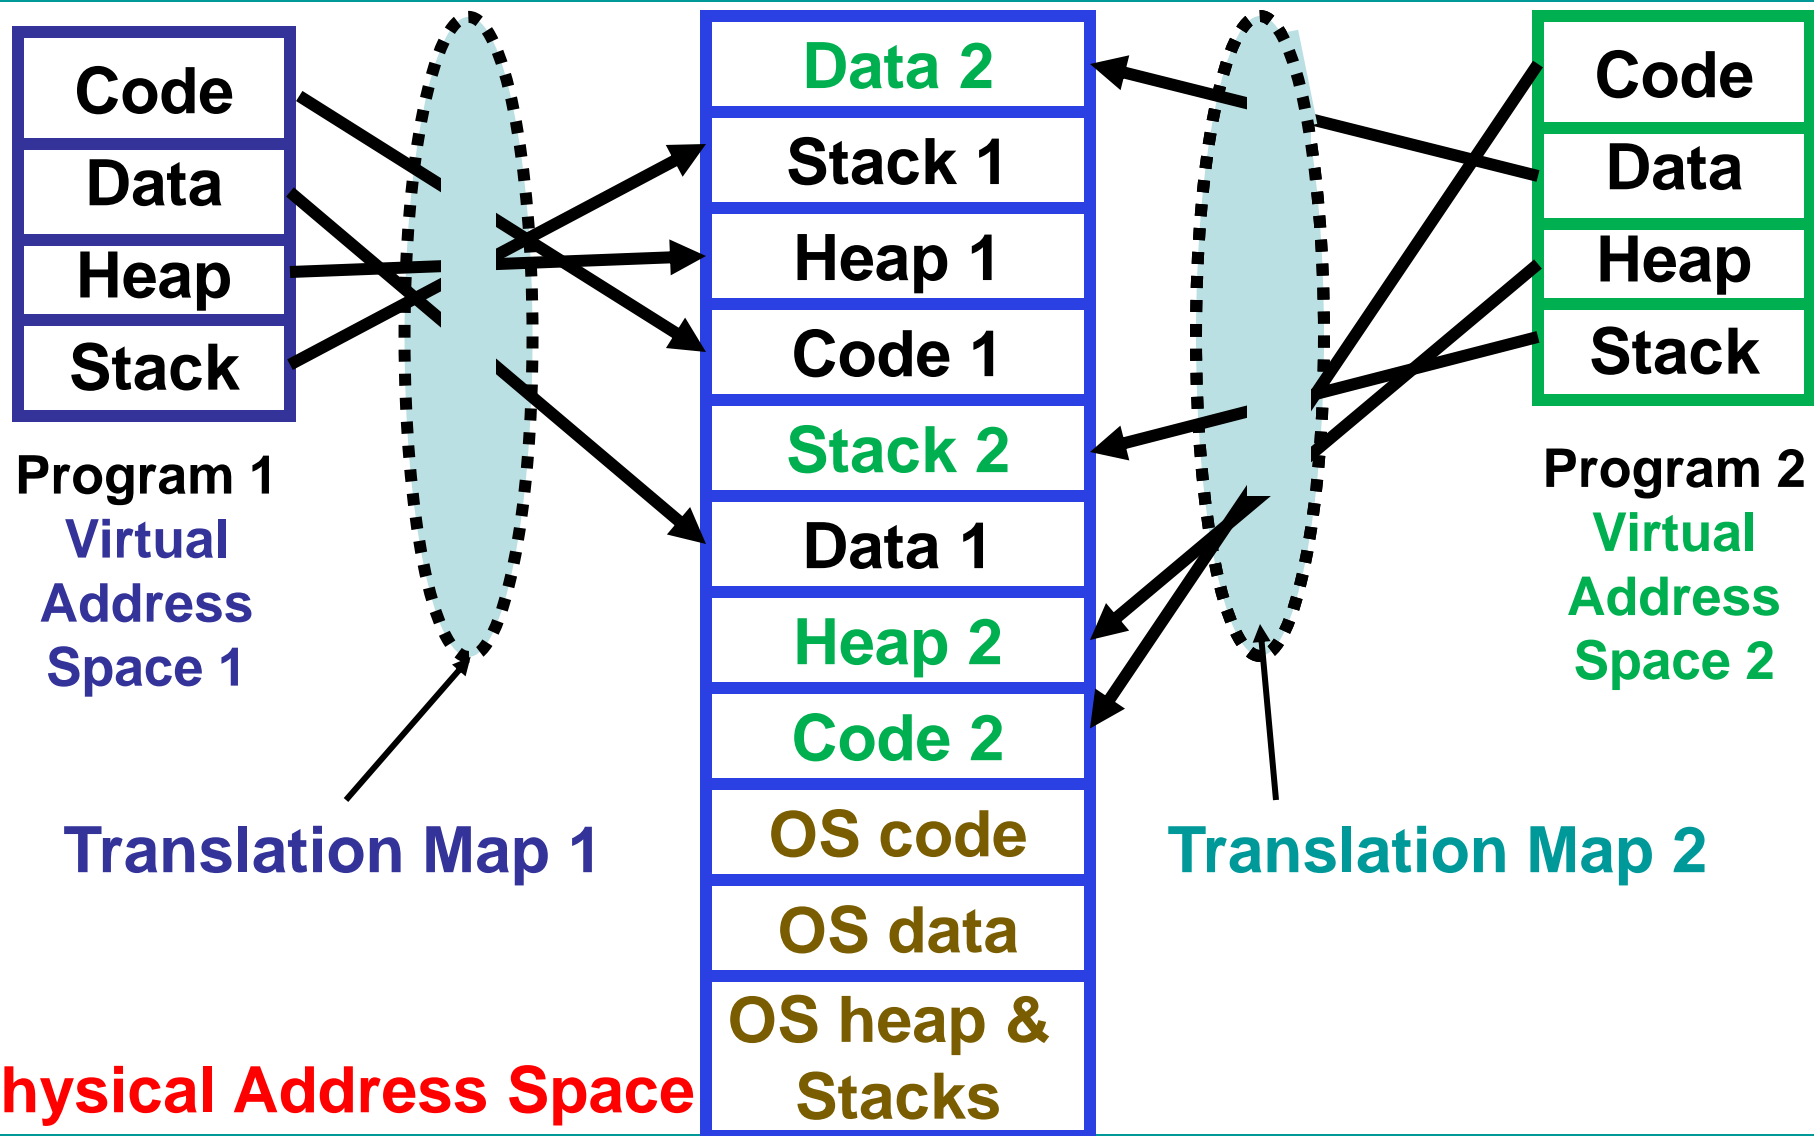 Code
Data
Heap
Stack
Program 1
Virtual
Address
Space 1
Translation Map 1
Data 2
Stack 1
Heap 1
Code 1
Stack 2
Data 1
Heap 2
Code 2
OS code
OS data
OS heap &
Stacks
Code
Data
Heap
Stack
Program 2
Virtual
Address
Space 2
Translation Map 2
hysical Address Space